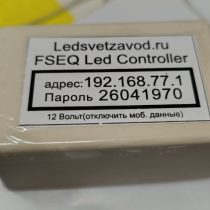 Ledsvetzavod.ru
FSEQ Led Controller
адрес:192.168.77.1
Пароль 26041970
12 Вольт(отключить моб. данные)